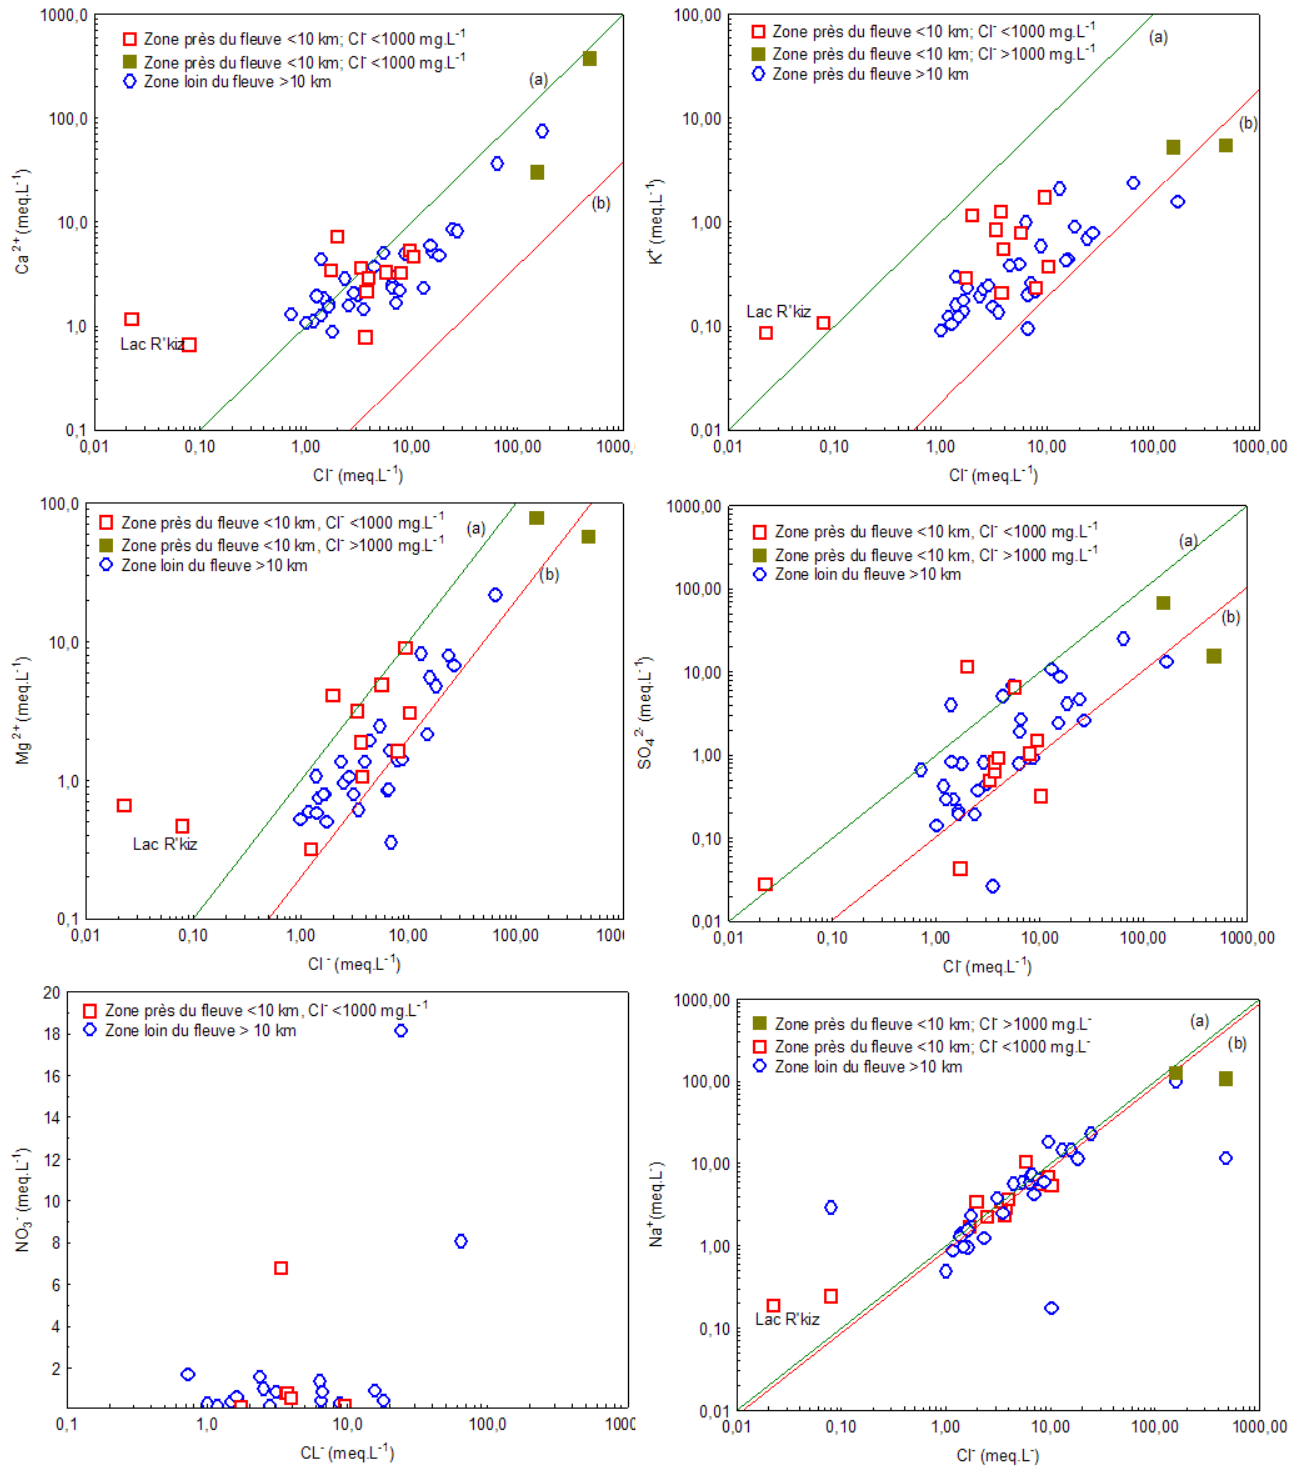 1000,0
100,0
10,0
1,0
0,1
Ca2+ (meq.L-1)
Zone près du fleuve <10 km; Cl- <1000 mg.L-1
Zone près du fleuve <10 km; Cl- <1000 mg.L-1
Zone loin du fleuve >10 km
(a)
(b)
Lac R'kiz
0,01 0,10 1,00 10,00 100,00 1000,00
Cl- (meq.L-1)
100,00
10,00
1,00
0,10
0,01
K+ (meq.L-1)
Zone près du fleuve <10 km; Cl- <1000 mg.L-1
Zone près du fleuve <10 km; Cl- >1000 mg.L-1
Zone près du fleuve >10 km
(a)
(b)
Lac R'kiz
0,01 0,10 1,00 10,00 100,00 1000,00
Cl- (meq.L-1)
100,0
10,0
1,0
0,1
Mg2+ (meq.L-1)
Zone près du fleuve <10 km, Cl- <1000 mg.L-1
Zone près du fleuve <10 km, Cl- >1000 mg.L-1
Zone loin du fleuve >10 km
(a)
(b)
Lac R'kiz
0,01 0,10 1,00 10,00 100,00 1000
Cl- (meq.L-1)
1000,00
100,00
10,00
1,00
0,10
0,01
SO42- (meq.L-1)
Zone près du fleuve <10 km, Cl- <1000 mg.L-1
Zone près du fleuve <10 km, Cl- >1000 mg.L-1
Zone loin du fleuve >10 km
(a)
(b)
0,01 0,10 1,00 10,00 100,00 1000,00
Cl- (meq.L-1)
20
18
16
14
12
10
8
6
4
2
NO3- (meq.L-1)
Zone près du fleuve <10 km, Cl- <1000 mg.L-1
Zone loin du fleuve > 10 km
0,1 1,0 10,0 100,0 1000
CL- (meq.L-1)
1000,00
100,00
10,00
1,00
0,10
0,01
Na+ (meq.L-)
Zone près du fleuve <10 km; Cl- >1000 mg.L-
Zone près du fleuve <10 km; Cl- <1000 mg.L-
Zone loin du fleuve >10 km
(a)
(b)
Lac R'kiz
0,01 0,10 1,00 10,00 100,00 1000,00
Cl- (meq.L-)